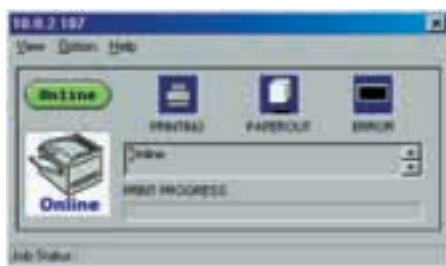 10.0.2.107
View Option Help
Online
PRINTING PAPEROUT ERROR
Online
Online
PRINT PROGRESS
Job Status